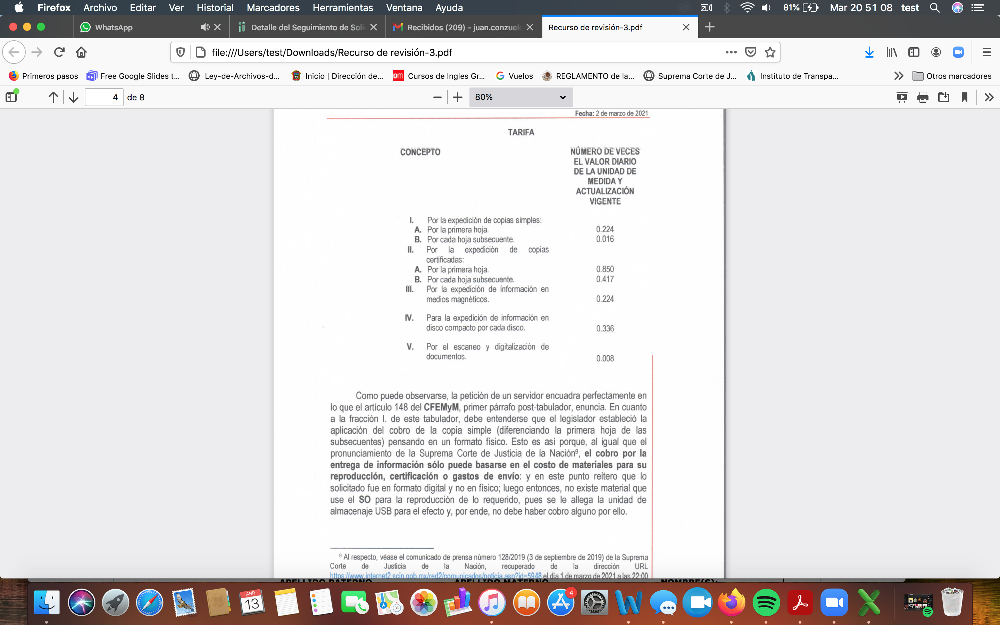 Firefox Archivo Editar Ver Historial Marcadores Herramientas Ventana Ayuda 81% Mar 20 51 08 test
WhatsApp Detalle del Seguimiento de Soli Recibidos (209) - juan.conzuelo Recurso de revisión-3.pdf
file:///Users/test/Downloads/Recurso de revisión-3.pdf
Primeros pasos Free Google Slides t... Ley-de-Archivos-d... Inicio | Dirección de... om Cursos de Ingles Gr... Vuelos REGLAMENTO de la... Suprema Corte de J... Instituto de Transpa... Otros marcadores
4 de 8 80%
Fecha: 2 de marzo de 2021
TARIFA
CONCEPTO
NÚMERO DE VECES
EL VALOR DIARIO
DE LA UNIDAD DE
MEDIDA Y
ACTUALIZACIÓN
VIGENTE
I. Por la expedición de copias simples:
A. Por la primera hoja. 0.224
B. Por cada hoja subsecuente. 0.016
II. Por la expedición de copias
certificadas:
A. Por la primera hoja. 0.850
B. Por cada hoja subsecuente. 0.417
III. Por la expedición de información en
medios magnéticos. 0.224
IV. Para la expedición de información en
disco compacto por cada disco. 0.336
V. Por el escaneo y digitalización de
documentos. 0.008
Como puede observarse, la petición de un servidor encuadra perfectamente en
lo que el artículo 148 del CFEMyM, primer párrafo post-tabulador, enuncia. En cuanto
a la fracción I. de este tabulador, debe entenderse que el legislador estableció la
aplicación del cobro de la copia simple (diferenciando la primera hoja de las
subsecuentes) pensando en un formato físico. Esto es así porque, al igual que el
pronunciamiento de la Suprema Corte de Justicia de la Nación⁹, el cobro por la
entrega de información sólo puede basarse en el costo de materiales para su
reproducción, certificación o gastos de envío: y en este punto reitero que lo
solicitado fue en formato digital y no en físico; luego entonces, no existe material que
use el SO para la reproducción de lo requerido, pues se le allega la unidad de
almacenaje USB para el efecto y, por ende, no debe haber cobro alguno por ello.
⁹ Al respecto, véase el comunicado de prensa número 128/2019 (3 de septiembre de 2019) de la Suprema
Corte de Justicia de la Nación, recuperado de la dirección URL
https://www.internet2.scjn.gob.mx/red2/comunicados/noticia.asp?id=5948 el día 1 de marzo de 2021 a las 22:00
APELLIDO PATERNO APELLIDO MATERNO NOMBRE(S):
ABR
13
3D
4